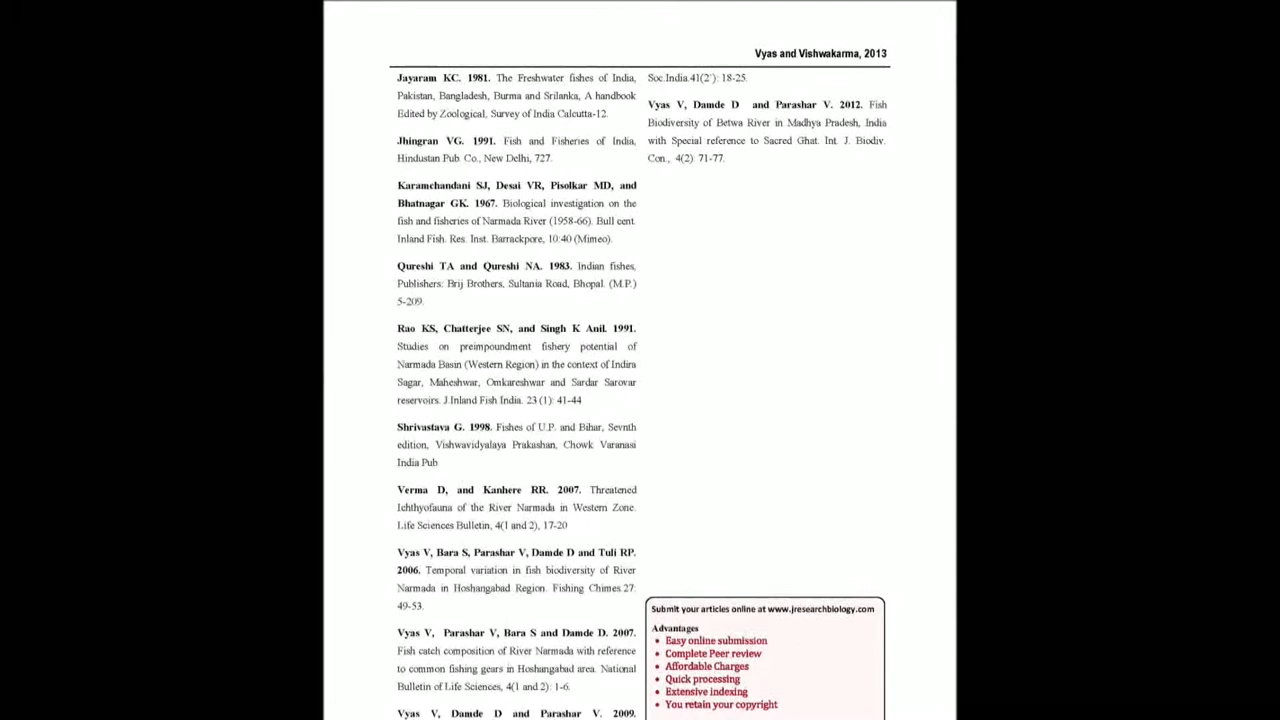 Vyas and Vishwakarma, 2013
Jayaram KC. 1981. The Freshwater fishes of India,
Pakistan, Bangladesh, Burma and Srilanka, A handbook
Edited by Zoological, Survey of India Calcutta-12.
Jhingran VG. 1991. Fish and Fisheries of India,
Hindustan Pub. Co., New Delhi, 727.
Karamchandani SJ, Desai VR, Pisolkar MD, and
Bhatnagar GK. 1967. Biological investigation on the
fish and fisheries of Narmada River (1958-66). Bull cent.
Inland Fish. Res. Inst. Barrackpore, 10:40 (Mimeo).
Qureshi TA and Qureshi NA. 1983. Indian fishes,
Publishers: Brij Brothers, Sultania Road, Bhopal. (M.P.)
5-209.
Rao KS, Chatterjee SN, and Singh K Anil. 1991.
Studies on preimpoundment fishery potential of
Narmada Basin (Western Region) in the context of Indira
Sagar, Maheshwar, Omkareshwar and Sardar Sarovar
reservoirs. J.Inland Fish India. 23 (1): 41-44
Shrivastava G. 1998. Fishes of U.P. and Bihar, Sevnth
edition, Vishwavidyalaya Prakashan, Chowk Varanasi
India Pub
Verma D, and Kanhere RR. 2007. Threatened
Ichthyofauna of the River Narmada in Western Zone.
Life Sciences Bulletin, 4(1 and 2), 17-20
Vyas V, Bara S, Parashar V, Damde D and Tuli RP.
2006. Temporal variation in fish biodiversity of River
Narmada in Hoshangabad Region. Fishing Chimes.27:
49-53.
Vyas V, Parashar V, Bara S and Damde D. 2007.
Fish catch composition of River Narmada with reference
to common fishing gears in Hoshangabad area. National
Bulletin of Life Sciences, 4(1 and 2): 1-6.
Vyas V, Damde D and Parashar V. 2009.
Soc.India.41(2'): 18-25.
Vyas V, Damde D and Parashar V. 2012. Fish
Biodiversity of Betwa River in Madhya Pradesh, India
with Special reference to Sacred Ghat. Int. J. Biodiv.
Con., 4(2): 71-77.
Submit your articles online at www.jresearchbiology.com
Advantages
• Easy online submission
• Complete Peer review
• Affordable Charges
• Quick processing
• Extensive indexing
• You retain your copyright